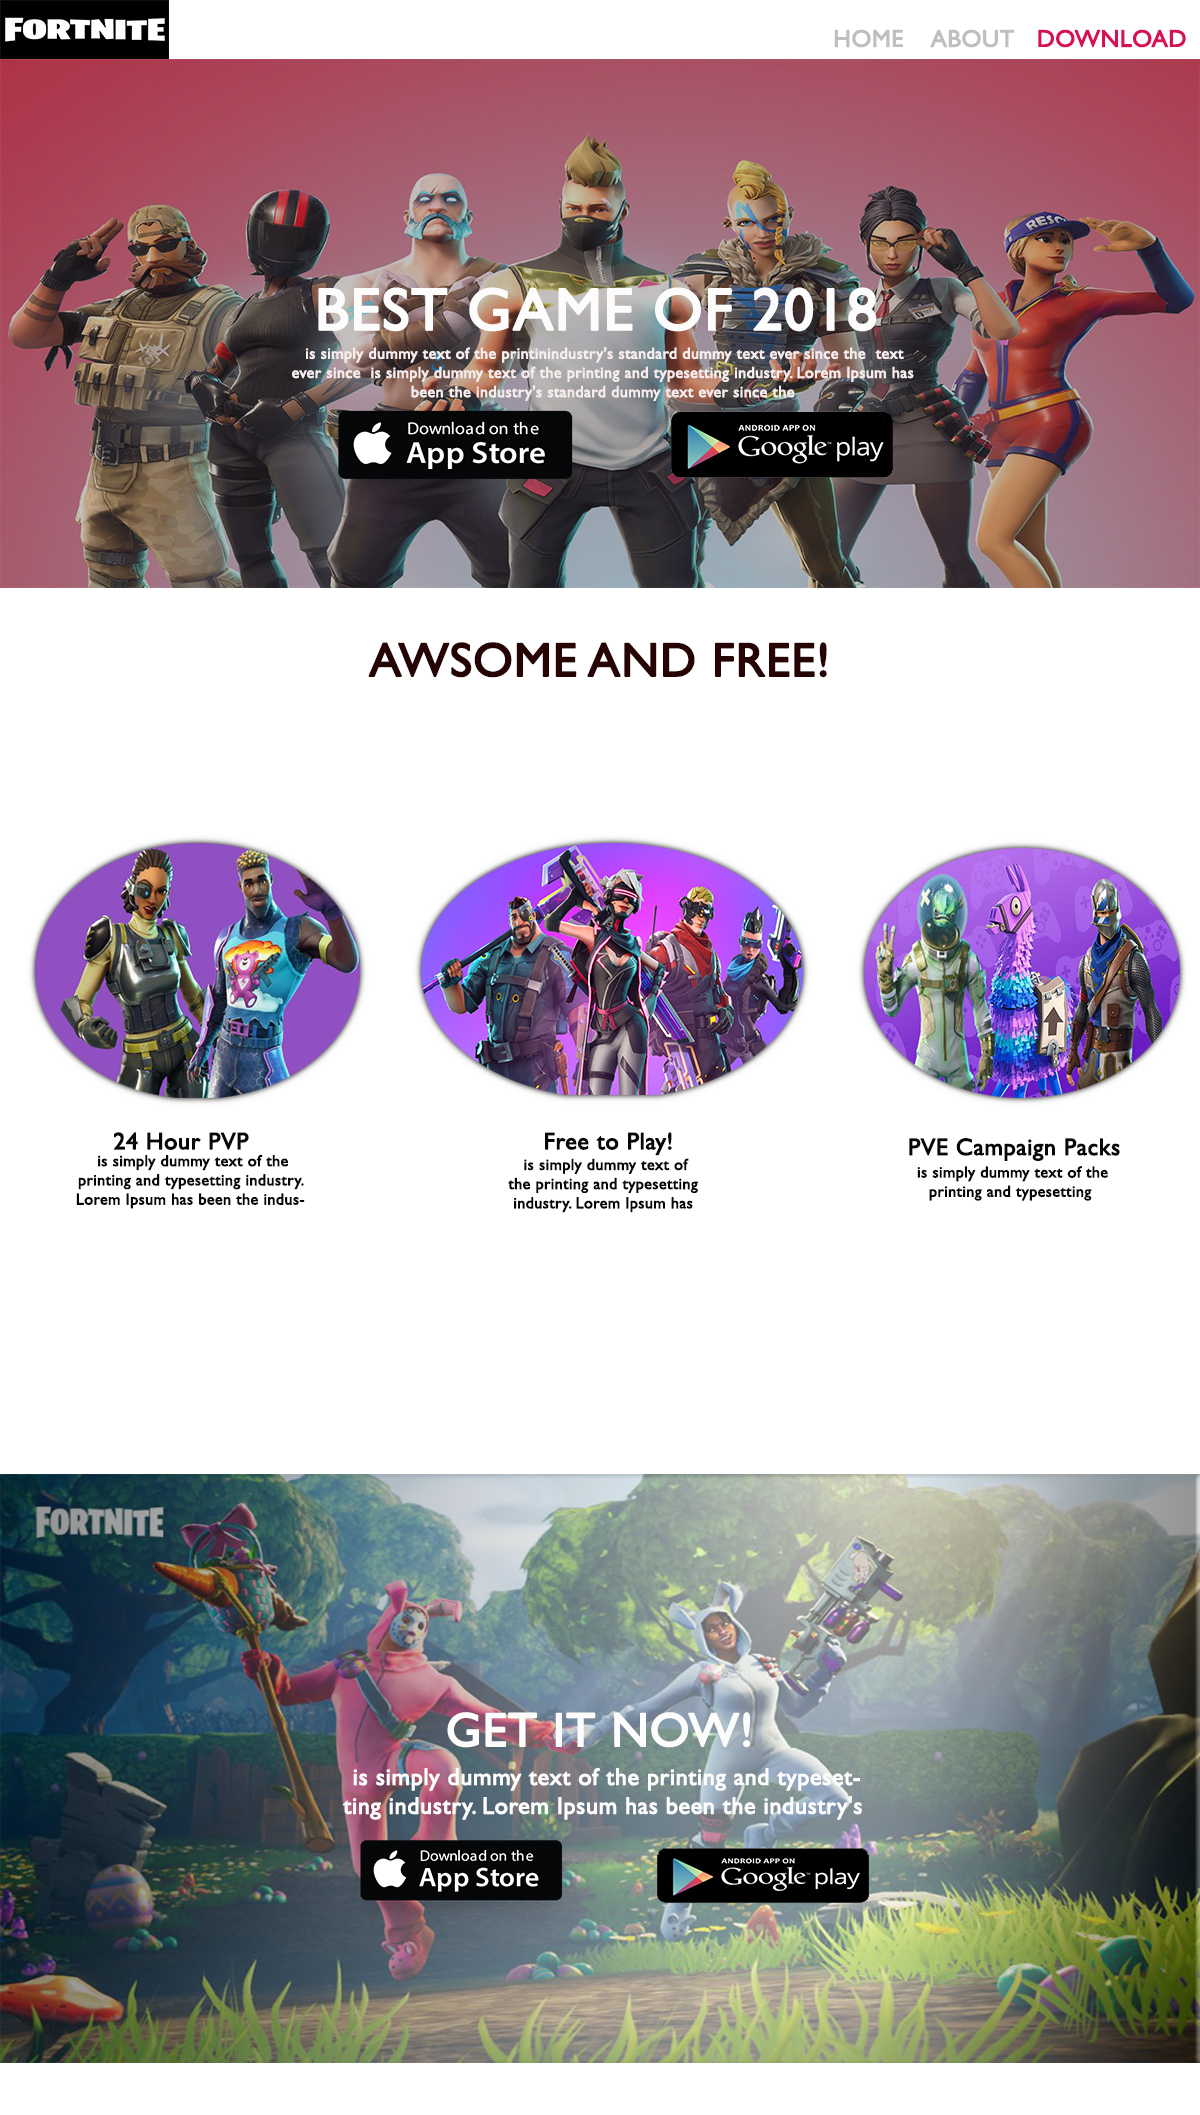 FORTNITE
HOME ABOUT DOWNLOAD
RESC
BEST GAME OF 2018
is simply dummy text of the printinindustry's standard dummy text ever since the text
ever since is simply dummy text of the printing and typesetting industry. Lorem Ipsum has
been the industry's standard dummy text ever since the
Download on the
App Store
ANDROID APP ON
Google™ play
AWSOME AND FREE!
24 Hour PVP
is simply dummy text of the
printing and typesetting industry.
Lorem Ipsum has been the indus-
Free to Play!
is simply dummy text of
the printing and typesetting
industry. Lorem Ipsum has
PVE Campaign Packs
is simply dummy text of the
printing and typesetting
FORTNITE
GET IT NOW!
is simply dummy text of the printing and typeset-
ting industry. Lorem Ipsum has been the industry's
Download on the
App Store
ANDROID APP ON
Google™ play